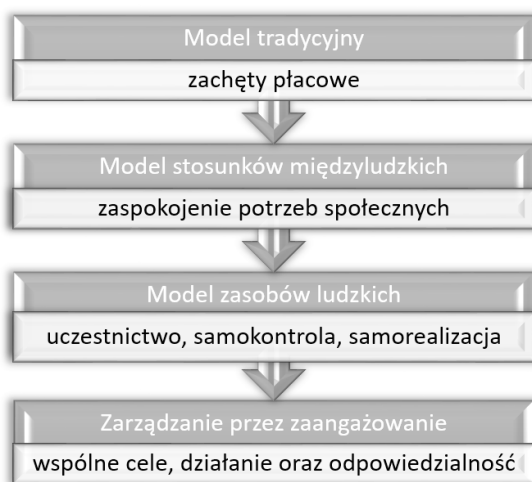 Model tradycyjny
zachęty płacowe
Model stosunków międzyludzkich
zaspokojenie potrzeb społecznych
Model zasobów ludzkich
uczestnictwo, samokontrola, samorealizacja
Zarządzanie przez zaangażowanie
wspólne cele, działanie oraz odpowiedzialność